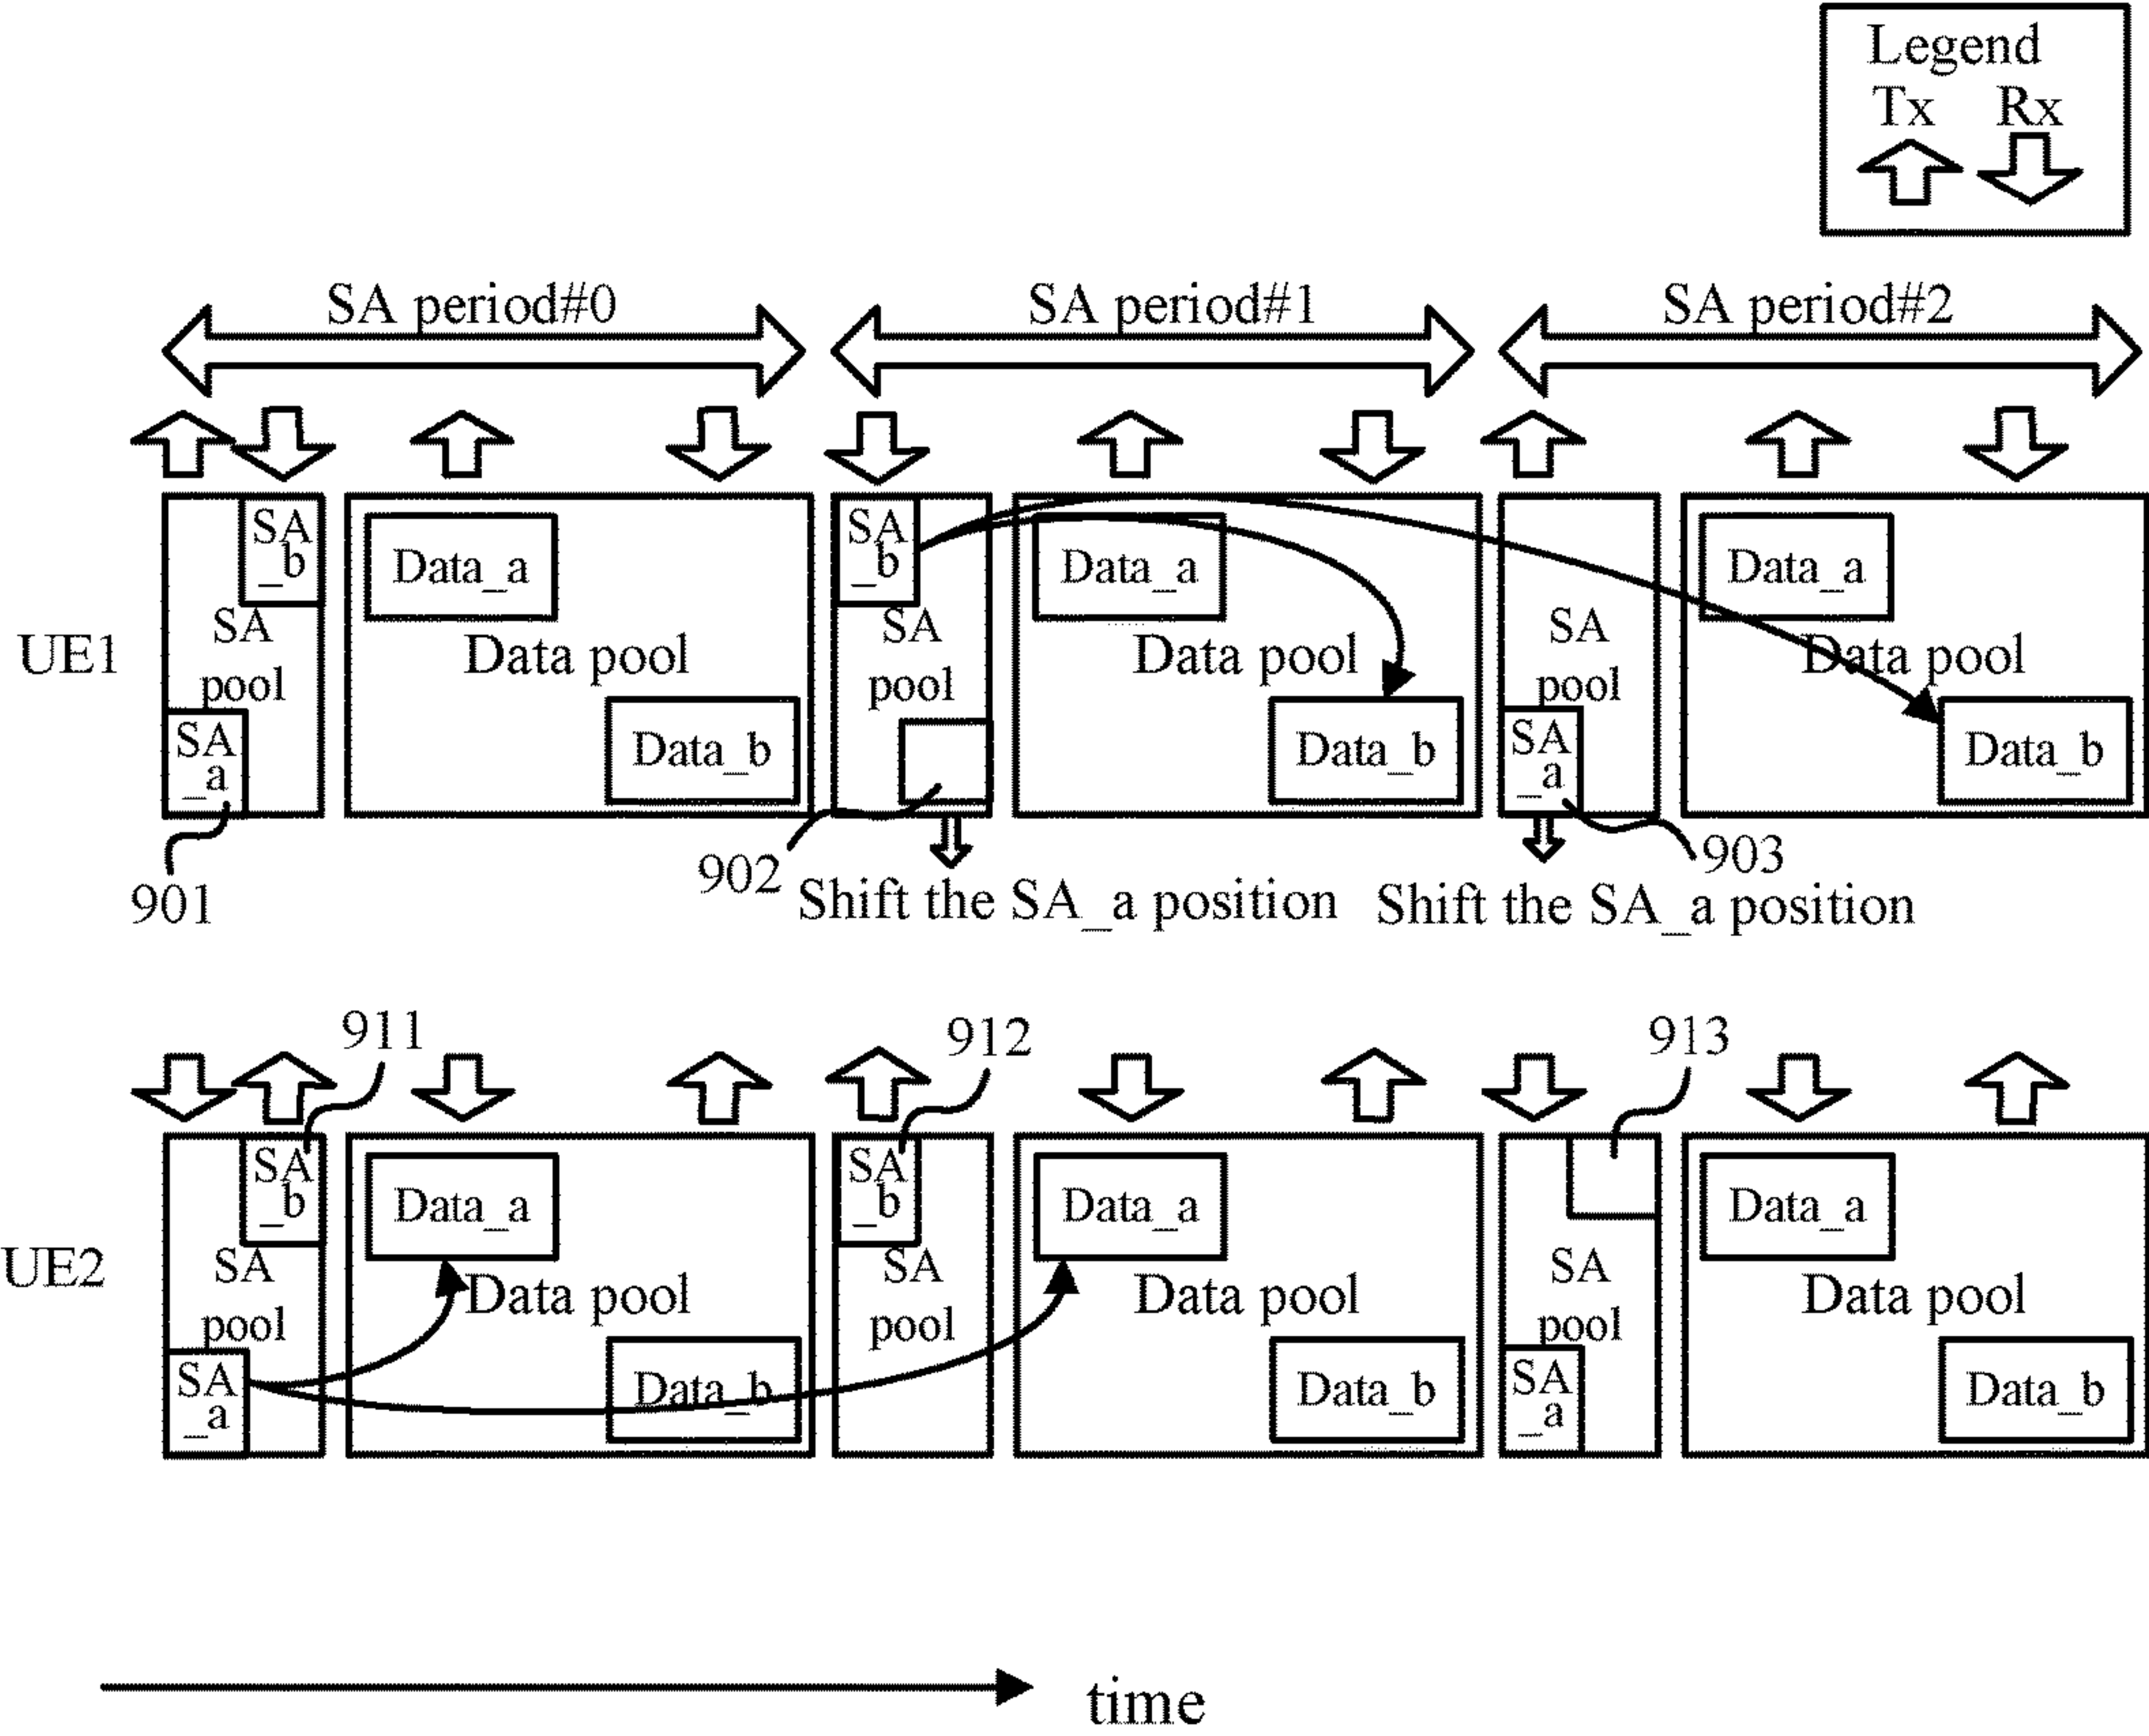 Legend
Tx Rx
SA period#0 SA period#1 SA period#2
UE1
SA
_b
SA
pool
SA
_a
Data_a
Data pool
Data_b
SA
_b
SA
pool
Data_a
Data pool
Data_b
SA
pool
SA
_a
Data_a
Data pool
Data_b
901
902
903
Shift the SA_a position Shift the SA_a position
911
912
913
UE2
SA
_b
SA
pool
SA
_a
Data_a
Data pool
Data_b
SA
_b
SA
pool
Data_a
Data pool
Data_b
SA
pool
SA
_a
Data_a
Data pool
Data_b
time